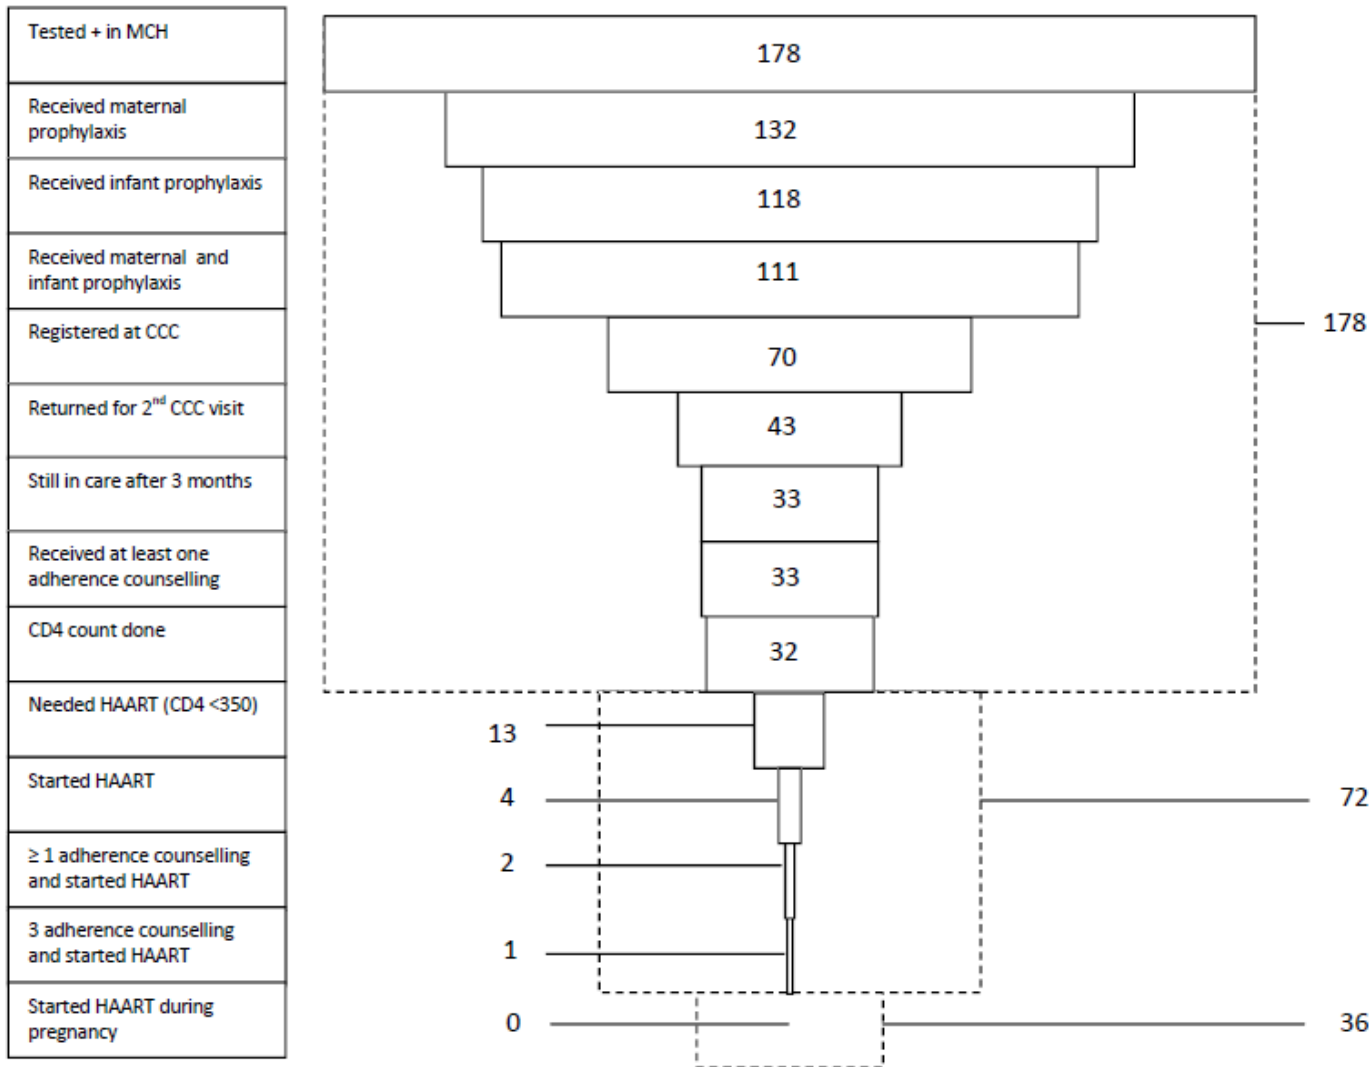 Tested + in MCH
178
Received maternal
prophylaxis
132
Received infant prophylaxis
118
Received maternal and
infant prophylaxis
111
Registered at CCC
70
178
Returned for 2nd CCC visit
43
Still in care after 3 months
33
Received at least one
adherence counselling
33
CD4 count done
32
Needed HAART (CD4 <350)
13
Started HAART
4
72
≥ 1 adherence counselling
and started HAART
2
3 adherence counselling
and started HAART
1
Started HAART during
pregnancy
0
36